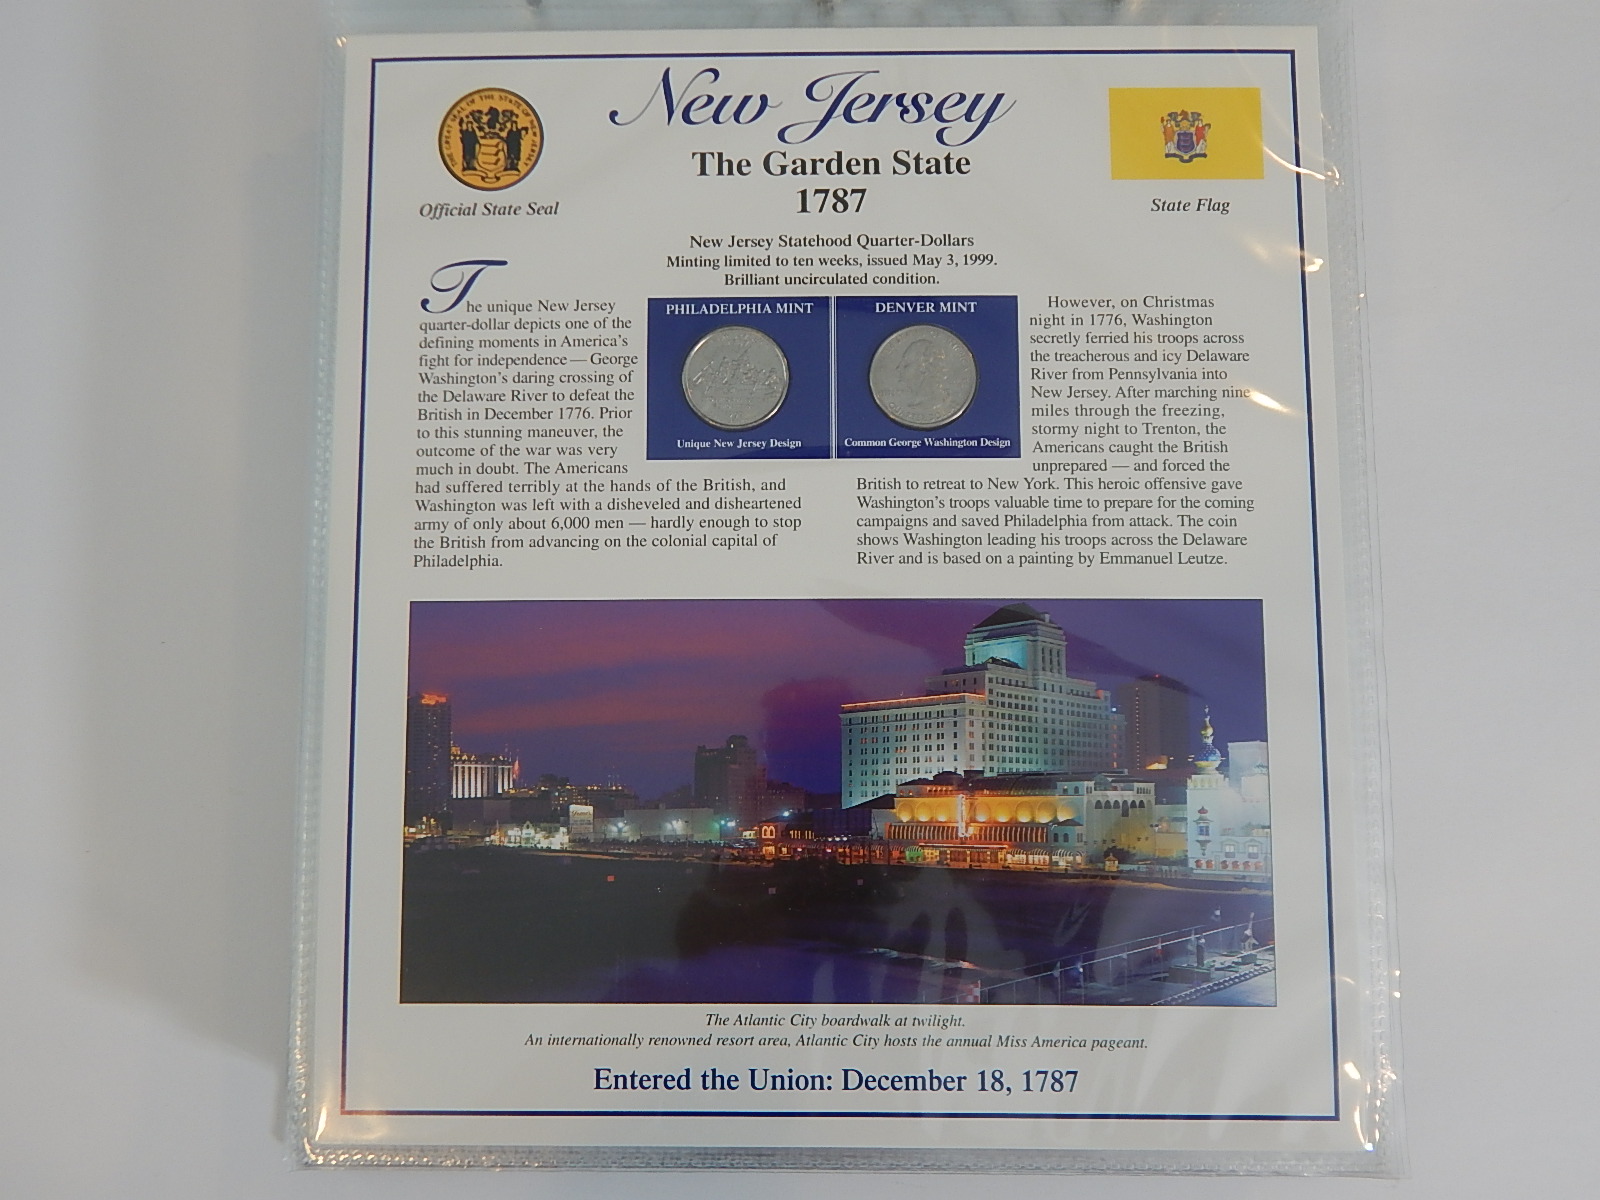 New Jersey
The Garden State
1787
THE GREAT SEAL OF THE STATE OF NEW JERSEY
Official State Seal
State Flag
New Jersey Statehood Quarter-Dollars
Minting limited to ten weeks, issued May 3, 1999.
Brilliant uncirculated condition.
The unique New Jersey
quarter-dollar depicts one of the
defining moments in America's
fight for independence — George
Washington's daring crossing of
the Delaware River to defeat the
British in December 1776. Prior
to this stunning maneuver, the
outcome of the war was very
much in doubt. The Americans
had suffered terribly at the hands of the British, and
Washington was left with a disheveled and disheartened
army of only about 6,000 men — hardly enough to stop
the British from advancing on the colonial capital of
Philadelphia.
PHILADELPHIA MINT
Unique New Jersey Design
DENVER MINT
Common George Washington Design
However, on Christmas
night in 1776, Washington
secretly ferried his troops across
the treacherous and icy Delaware
River from Pennsylvania into
New Jersey. After marching nine
miles through the freezing,
stormy night to Trenton, the
Americans caught the British
unprepared — and forced the
British to retreat to New York. This heroic offensive gave
Washington's troops valuable time to prepare for the coming
campaigns and saved Philadelphia from attack. The coin
shows Washington leading his troops across the Delaware
River and is based on a painting by Emmanuel Leutze.
The Atlantic City boardwalk at twilight.
An internationally renowned resort area, Atlantic City hosts the annual Miss America pageant.
Entered the Union: December 18, 1787